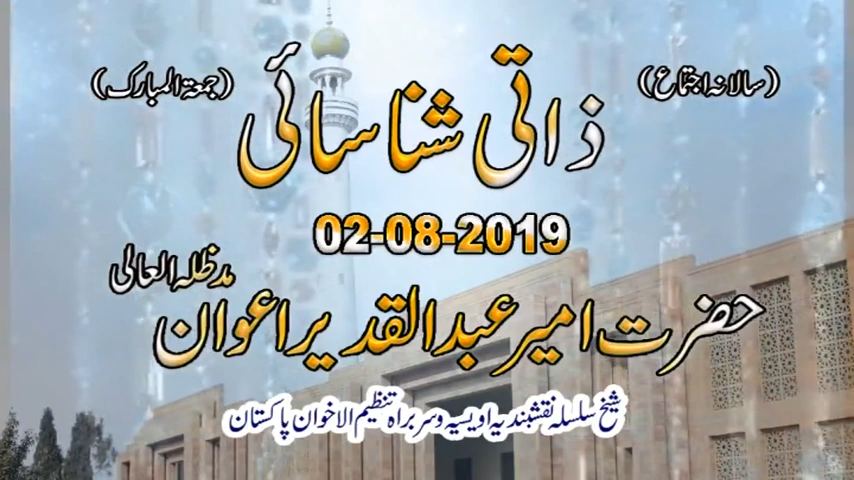 (سالانہ اجتماع) ذاتی شناسائی (جمعۃ المبارک)
02-08-2019
حضرت امیر عبدالقدیر اعوان مدظلہ العالی
شیخ سلسلہ نقشبندیہ اویسیہ و سربراہ تنظیم الاخوان پاکستان